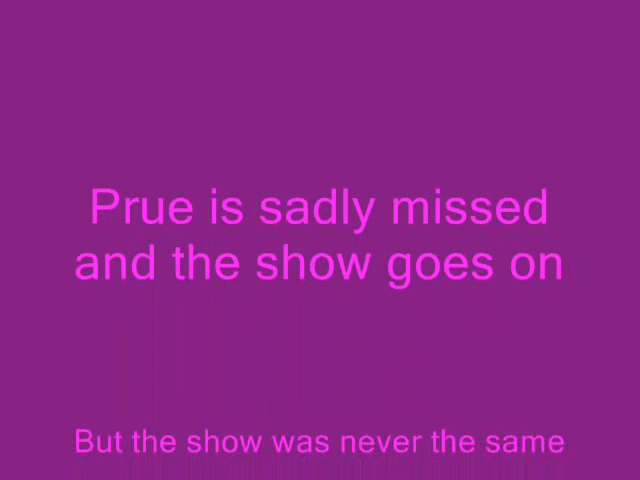 Prue is sadly missed
and the show goes on
But the show was never the same